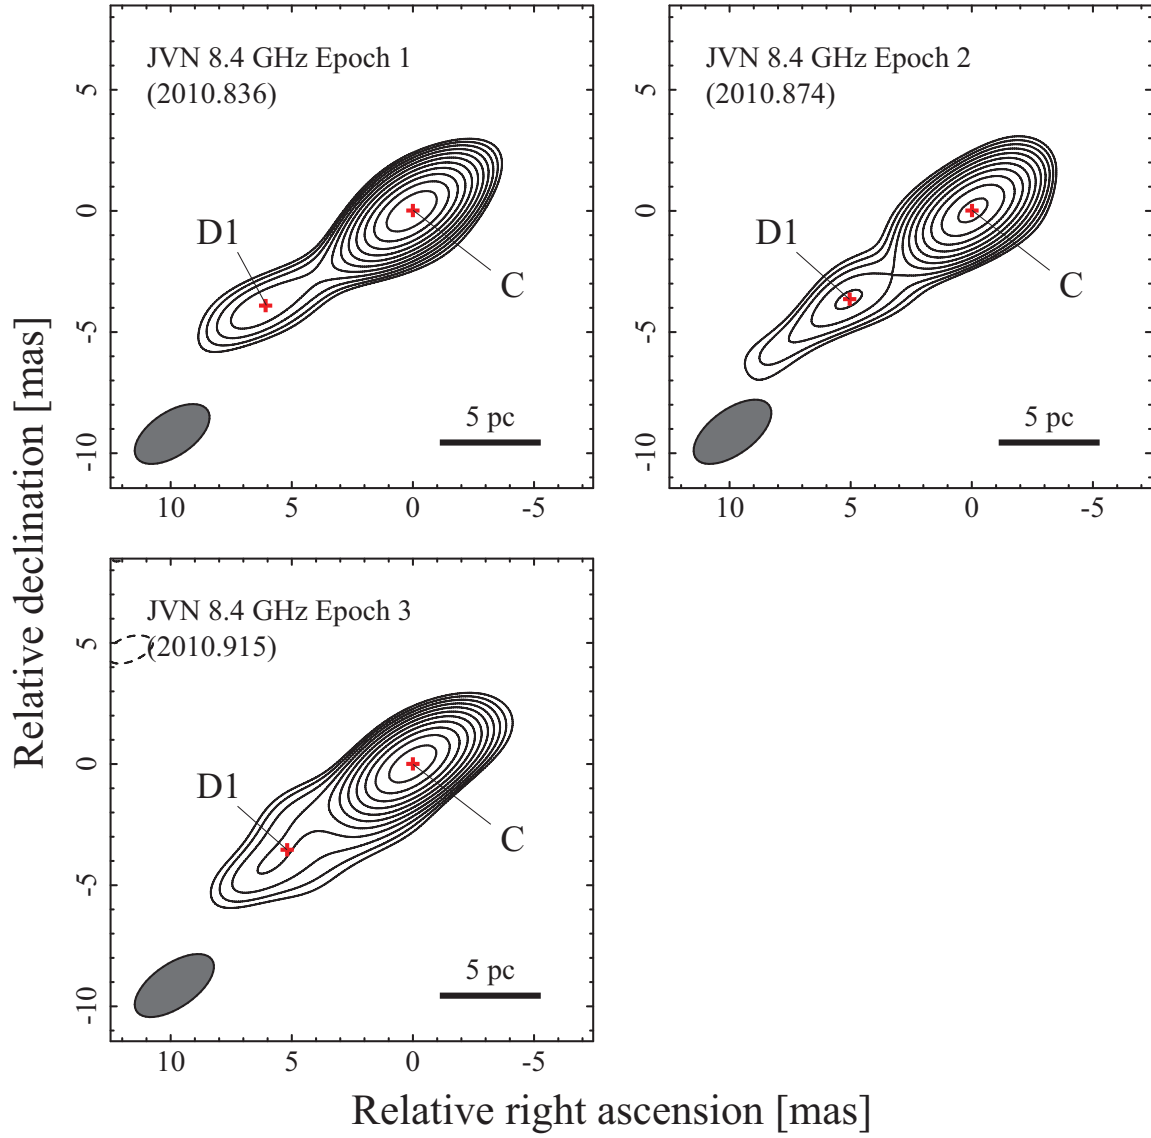 JVN 8.4 GHz Epoch 1
(2010.836)
D1
C
5 pc
5
0
-5
-10
10
5
0
-5
JVN 8.4 GHz Epoch 2
(2010.874)
D1
C
5 pc
5
0
-5
-10
10
5
0
-5
JVN 8.4 GHz Epoch 3
(2010.915)
D1
C
5 pc
5
0
-5
-10
10
5
0
-5
Relative declination [mas]
Relative right ascension [mas]